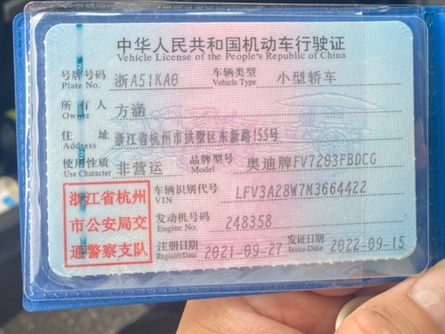 中华人民共和国机动车行驶证
Vehicle License of the People's Republic of China
号牌号码 浙A51KA0 车辆类型 小型轿车
Plate No. Vehicle Type
所有人 方涵
Owner
住址 浙江省杭州市拱墅区东新路155号
Address
使用性质 非营运 品牌型号 奥迪牌FV7203FBDCG
Use Character Model
浙江省杭州
市公安局交
通警察支队
车辆识别代号 LFV3A28W7M3664422
VIN
发动机号码 248358
Engine No.
注册日期 2021-09-27 发证日期 2022-09-15
Register Date Issue Date